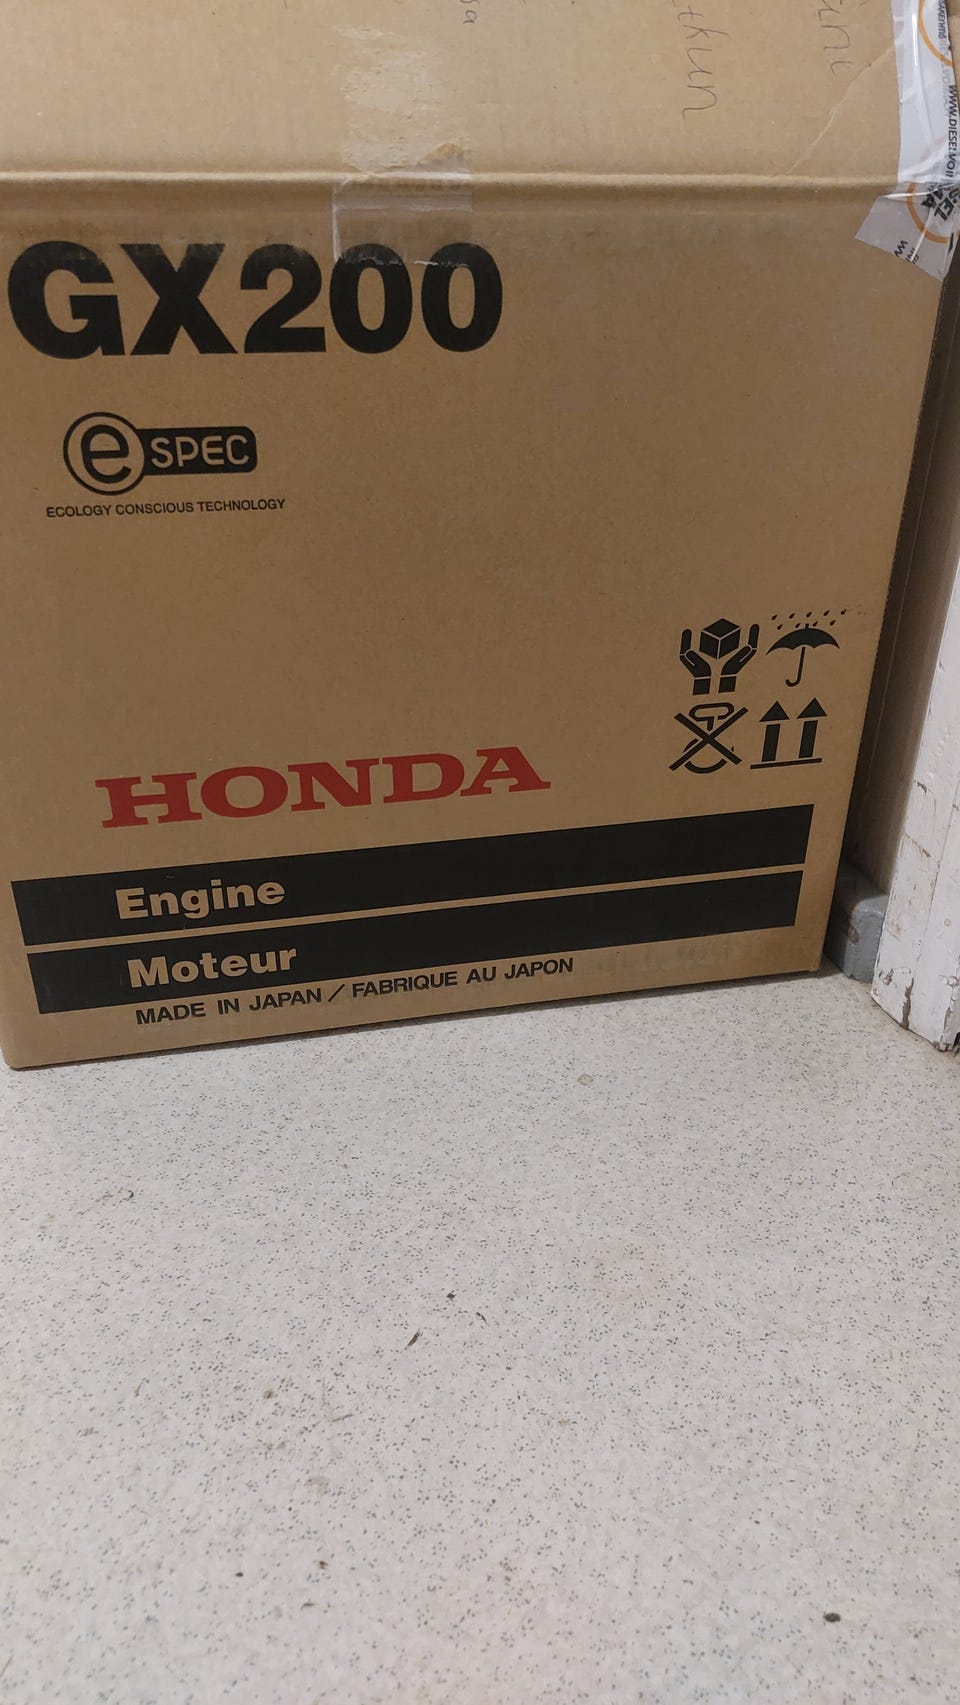 GX200
e SPEC
ECOLOGY CONSCIOUS TECHNOLOGY
HONDA
Engine
Moteur
MADE IN JAPAN / FABRIQUE AU JAPON